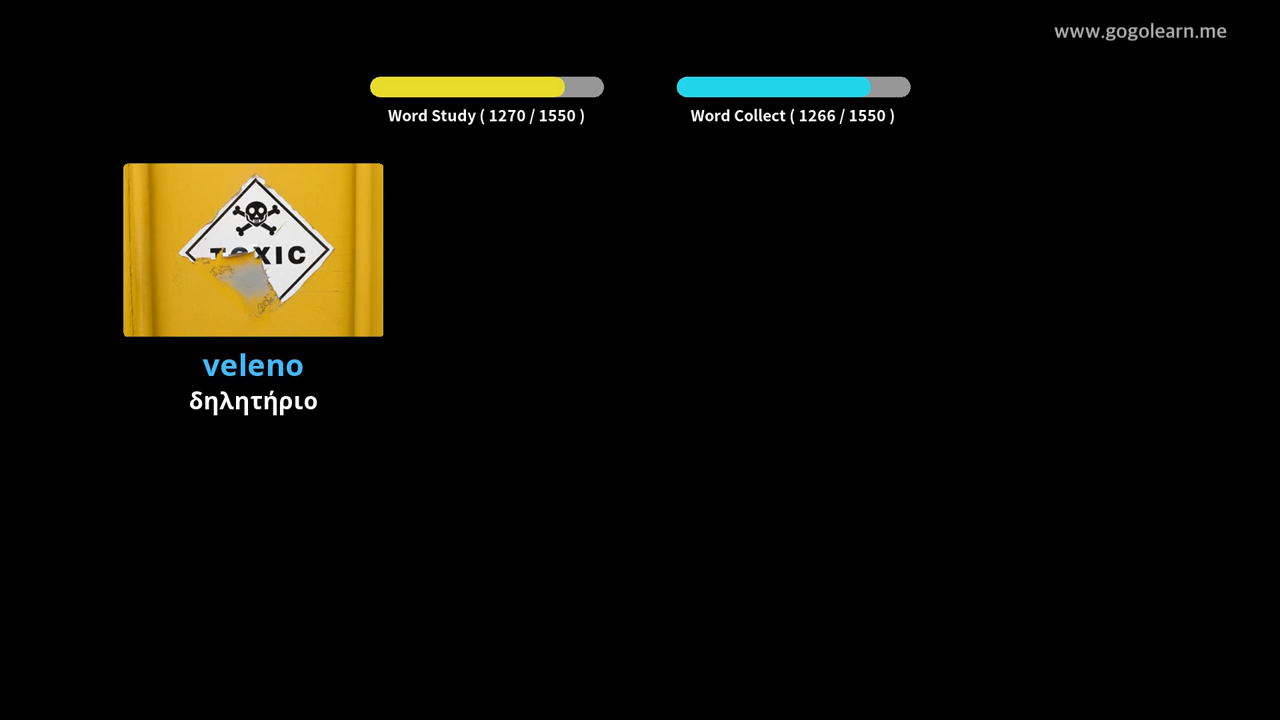 www.gogolearn.me
Word Study ( 1270 / 1550 )
Word Collect ( 1266 / 1550 )
TOXIC
veleno
δηλητήριο